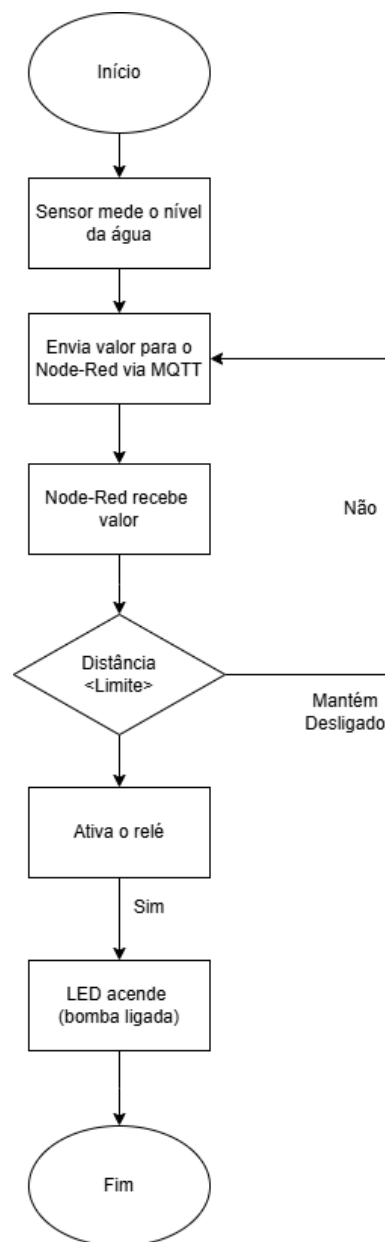 Início
Sensor mede o nível
da água
Envia valor para o
Node-Red via MQTT
Node-Red recebe
valor
Não
Distância
<Limite>
Mantém
Desligado
Ativa o relé
Sim
LED acende
(bomba ligada)
Fim